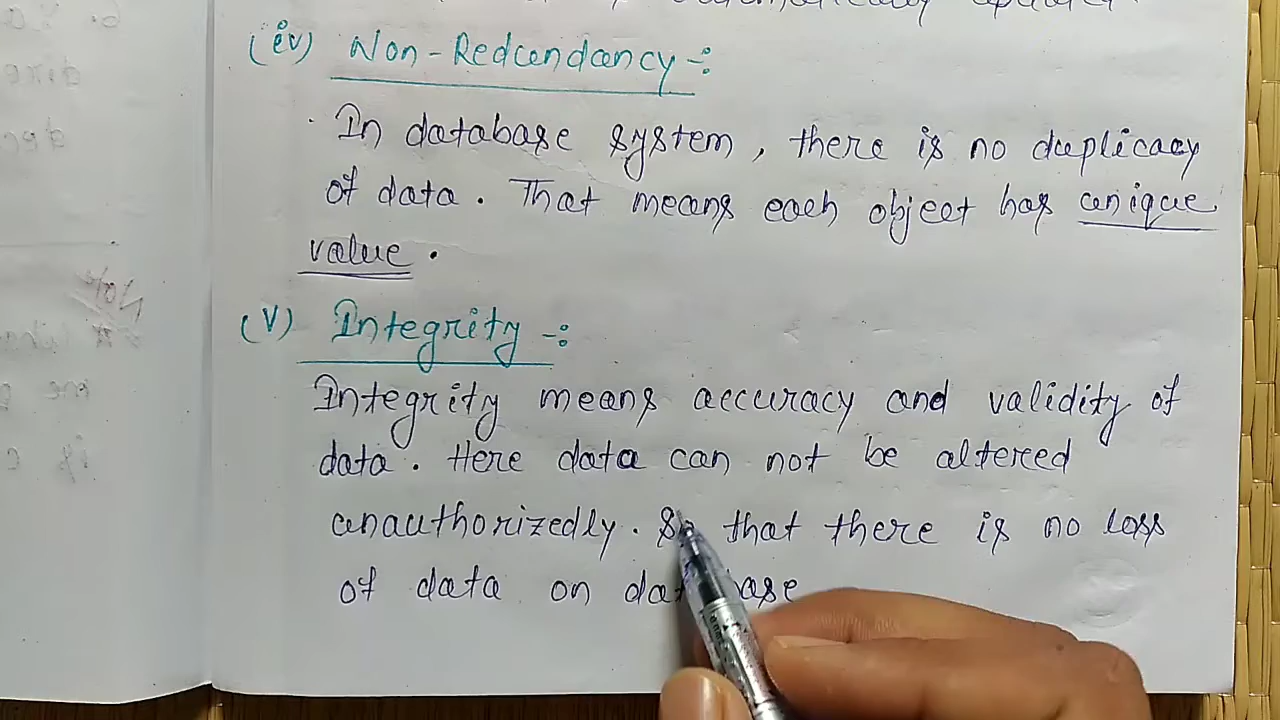 (iv) Non-Redundancy -:
· In database system, there is no duplicacy
of data. That means each object has unique
value.
(V) Integrity -:
Integrity means accuracy and validity of
data. Here data can not be altered
unauthorizedly. So that there is no loss
of data on database